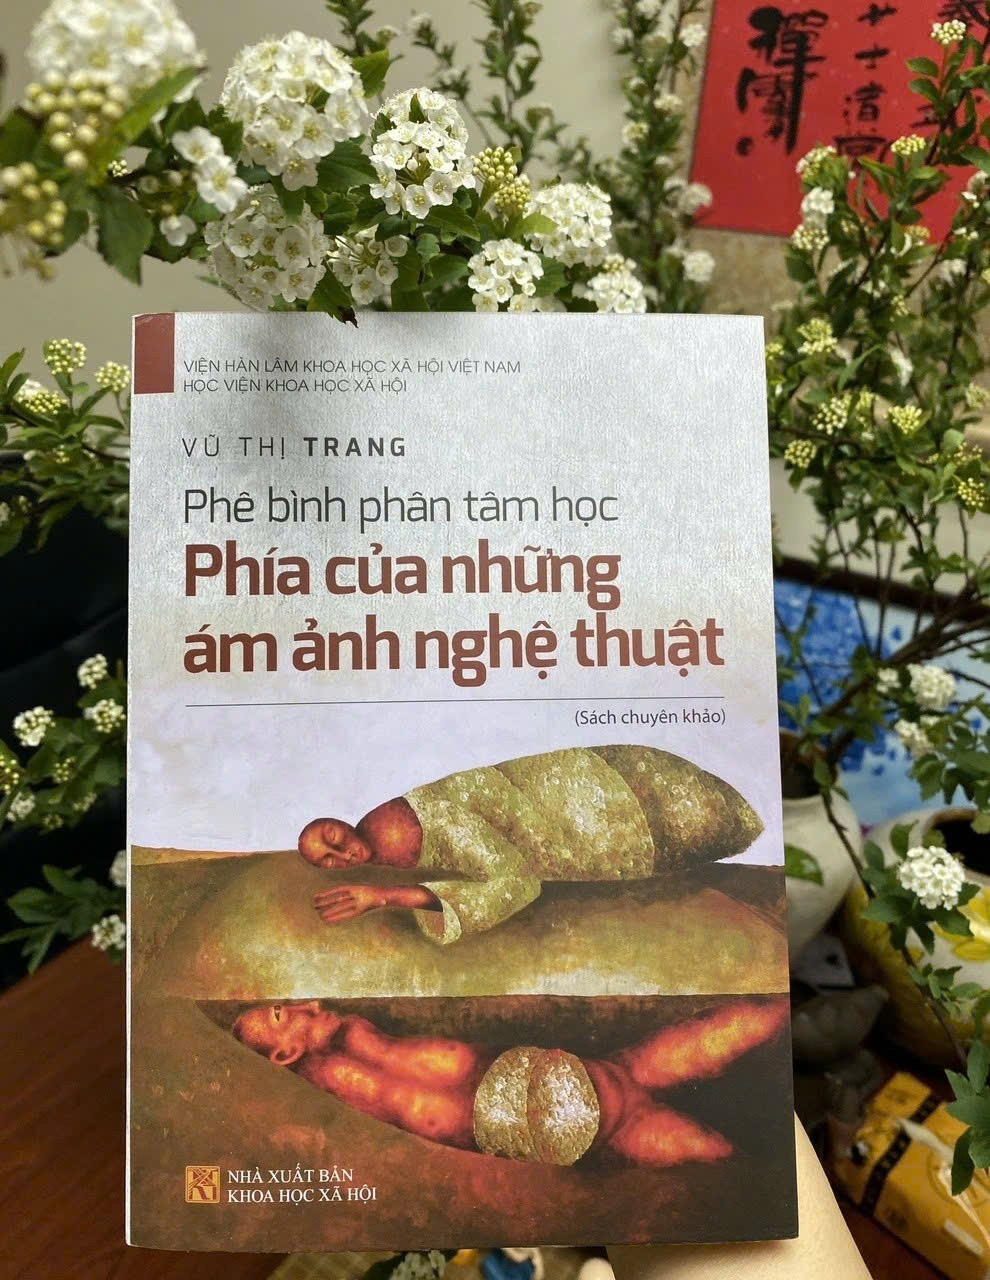 VIỆN HÀN LÂM KHOA HỌC XÃ HỘI VIỆT NAM
HỌC VIỆN KHOA HỌC XÃ HỘI
VŨ THỊ TRANG
Phê bình phân tâm học
Phía của những
ám ảnh nghệ thuật
(Sách chuyên khảo)
NHÀ XUẤT BẢN
KHOA HỌC XÃ HỘI